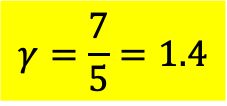 γ = 7/5 = 1.4